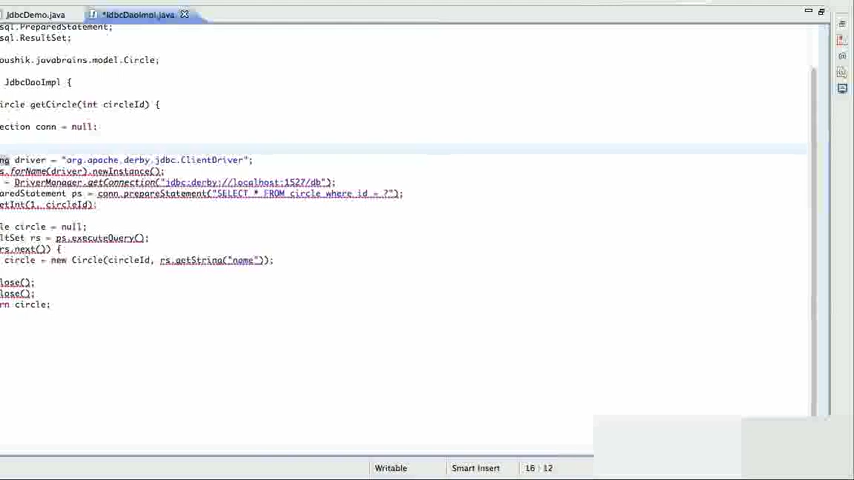 JdbcDemo.java *JdbcDaoImpl.java
sql.PreparedStatement;
sql.ResultSet;
oushik.javabrains.model.Circle;
JdbcDaoImpl {
ircle getCircle(int circleId) {
ection conn = null;
ng driver = "org.apache.derby.jdbc.ClientDriver";
s.forName(driver).newInstance();
= DriverManager.getConnection("jdbc:derby://localhost:1527/db");
aredStatement ps = conn.prepareStatement("SELECT * FROM circle where id = ?");
etInt(1, circleId);
le circle = null;
ltSet rs = ps.executeQuery();
rs.next()) {
circle = new Circle(circleId, rs.getString("name"));
lose();
lose();
rn circle;
Writable Smart Insert 16 : 12